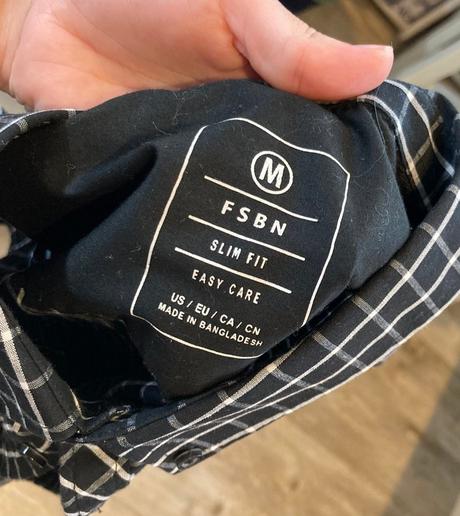 M
FSBN
SLIM FIT
EASY CARE
US / EU / CA / CN
MADE IN BANGLADESH